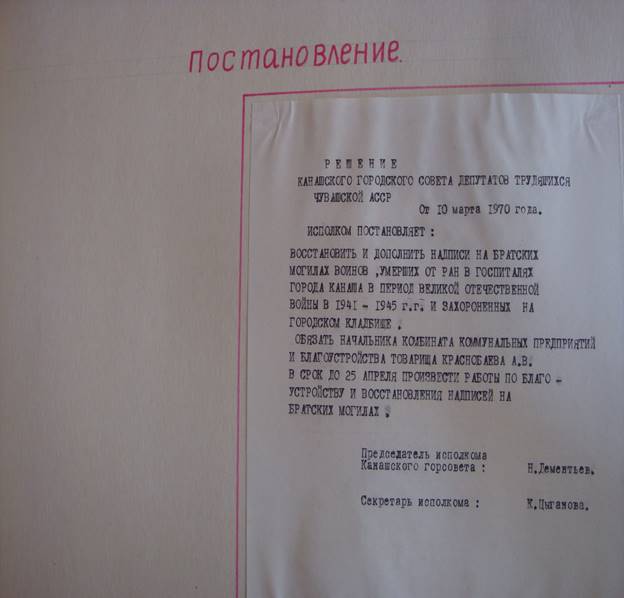 Постановление.
РЕШЕНИЕ
КАНАШСКОГО ГОРОДСКОГО СОВЕТА ДЕПУТАТОВ ТРУДЯЩИХСЯ
ЧУВАШСКОЙ АССР
От 10 марта 1970 года.
ИСПОЛКОМ ПОСТАНОВЛЯЕТ :
ВОССТАНОВИТЬ И ДОПОЛНИТЬ НАДПИСИ НА БРАТСКИХ
МОГИЛАХ ВОИНОВ ,УМЕРШИХ ОТ РАН В ГОСПИТАЛЯХ
ГОРОДА КАНАША В ПЕРИОД ВЕЛИКОЙ ОТЕЧЕСТВЕННОЙ
ВОЙНЫ В 1941 - 1945 г.г. И ЗАХОРОНЕННЫХ НА
ГОРОДСКОМ КЛАДБИЩЕ .
ОБЯЗАТЬ НАЧАЛЬНИКА КОМБИНАТА КОММУНАЛЬНЫХ ПРЕДПРИЯТИЙ
И БЛАГОУСТРОЙСТВА ТОВАРИЩА КРАСНОБАЕВА А.В.
В СРОК ДО 25 АПРЕЛЯ ПРОИЗВЕСТИ РАБОТЫ ПО БЛАГО -
УСТРОЙСТВУ И ВОССТАНОВЛЕНИЯ НАДПИСЕЙ НА
БРАТСКИХ МОГИЛАХ .
Председатель исполкома
Канашского горсовета : Н.Дементьев.
Секретарь исполкома : К.Цыганова.